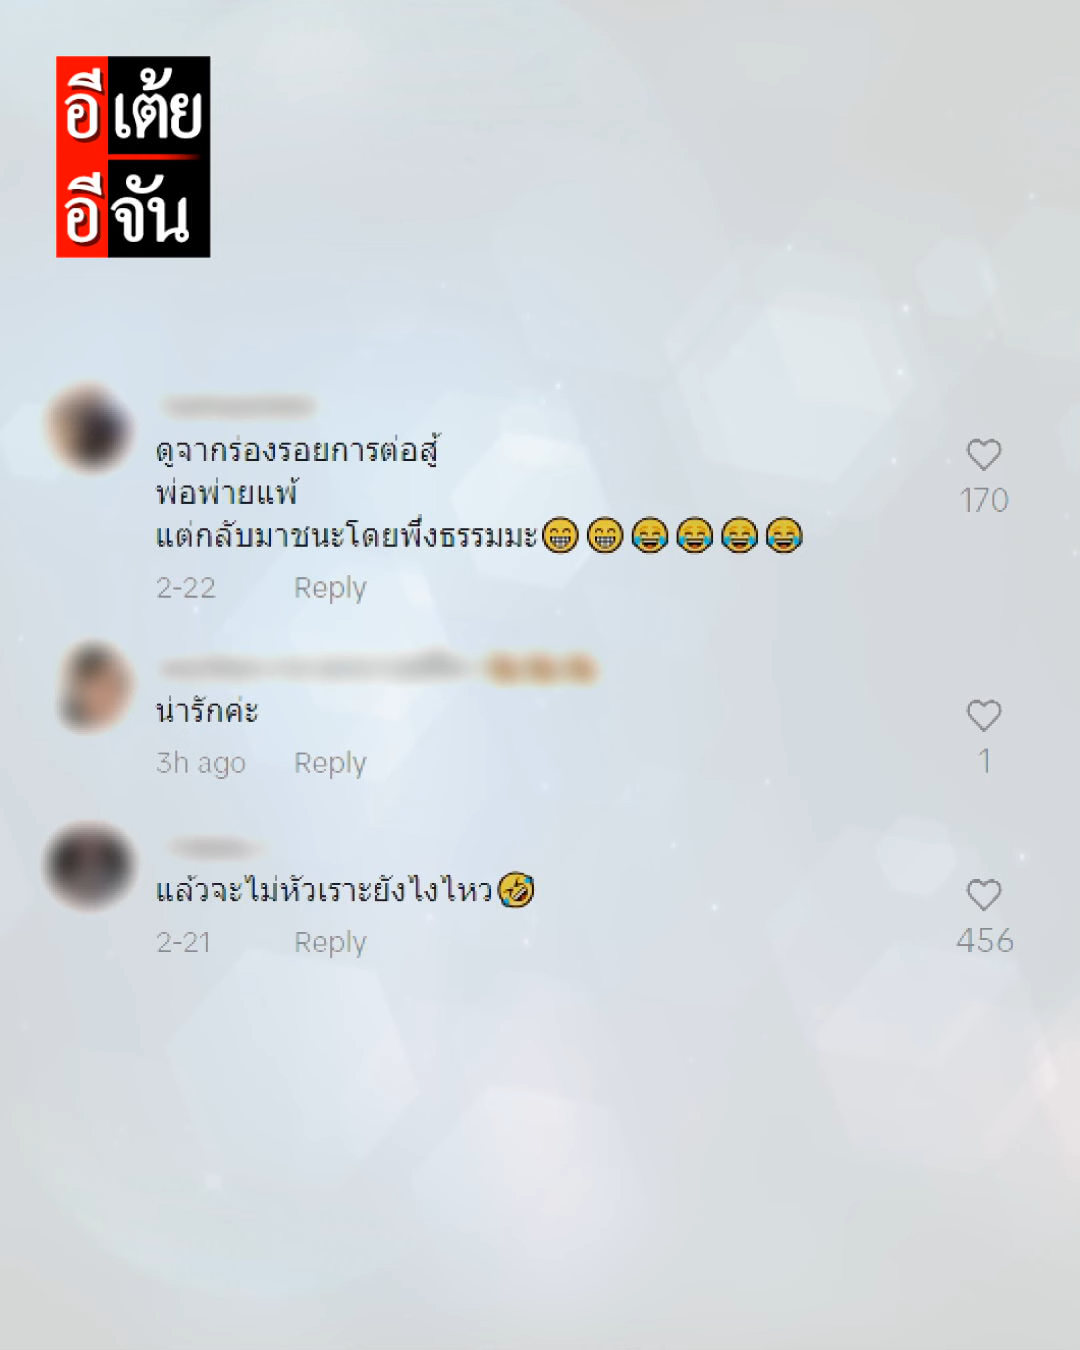 อีเต้ย
อีจัน
ดูจากร่องรอยการต่อสู้
พ่อพ่ายแพ้
แต่กลับมาชนะโดยพึ่งธรรมมะ😁😁😂😂😂😂
170
2-22 Reply
น่ารักค่ะ
1
3h ago Reply
แล้วจะไม่หัวเราะยังไงไหว🤣
456
2-21 Reply